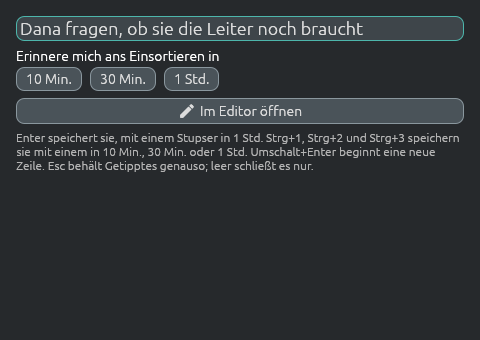 Dana fragen, ob sie die Leiter noch braucht
Erinnere mich ans Einsortieren in
10 Min. 30 Min. 1 Std.
Im Editor öffnen
Enter speichert sie, mit einem Stupser in 1 Std. Strg+1, Strg+2 und Strg+3 speichern
sie mit einem in 10 Min., 30 Min. oder 1 Std. Umschalt+Enter beginnt eine neue
Zeile. Esc behält Getipptes genauso; leer schließt es nur.